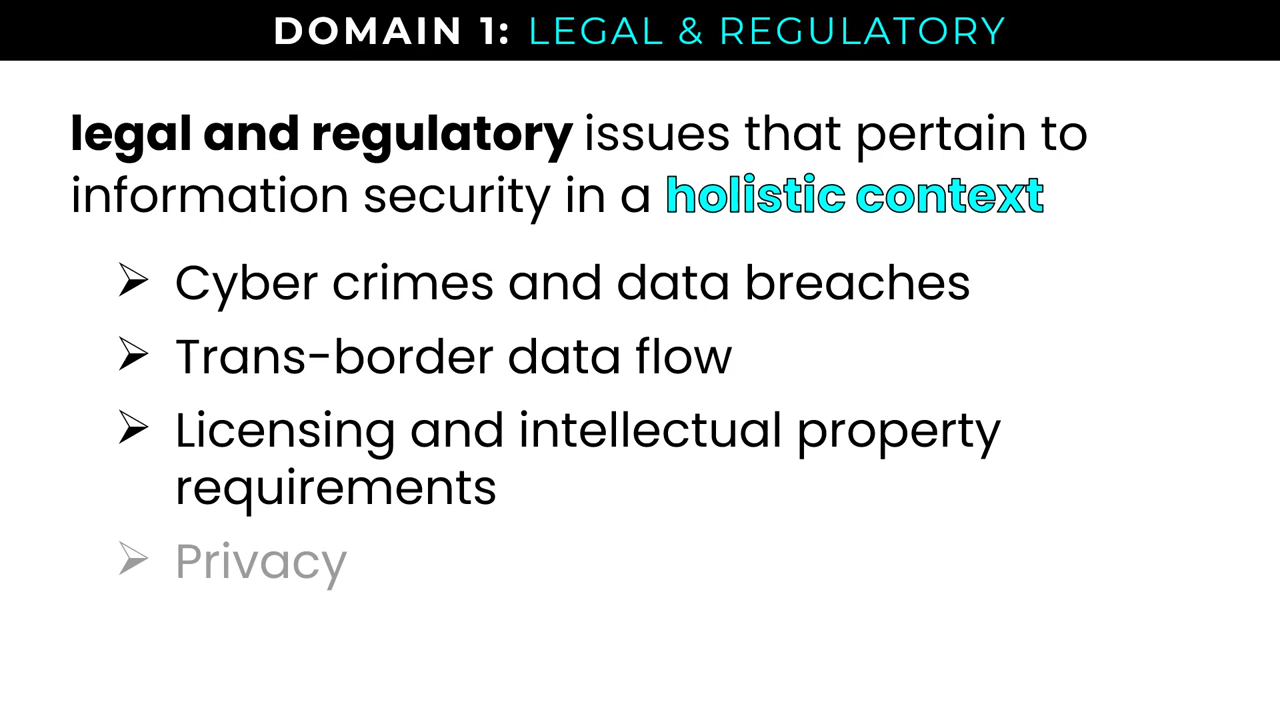 DOMAIN 1: LEGAL & REGULATORY
legal and regulatory issues that pertain to
information security in a holistic context
➢ Cyber crimes and data breaches
➢ Trans-border data flow
➢ Licensing and intellectual property
requirements
➢ Privacy